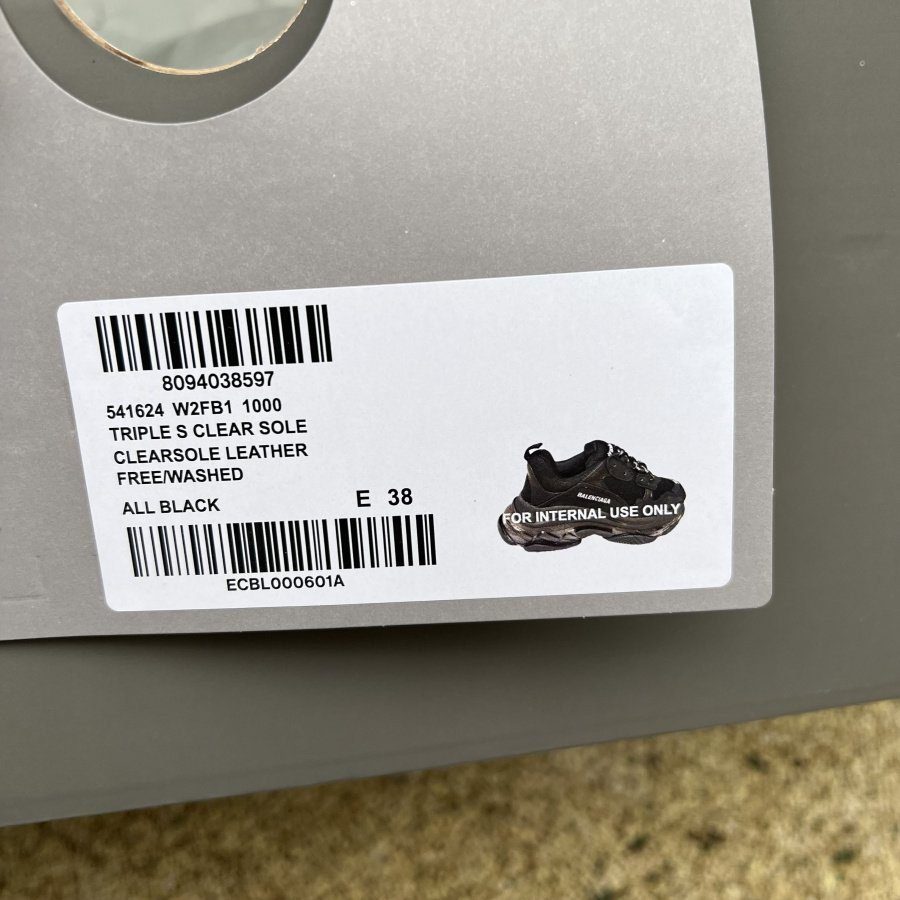 8094038597
541624 W2FB1 1000
TRIPLE S CLEAR SOLE
CLEARSOLE LEATHER
FREE/WASHED
ALL BLACK E 38
ECBL000601A
BALENCIAGA
FOR INTERNAL USE ONLY